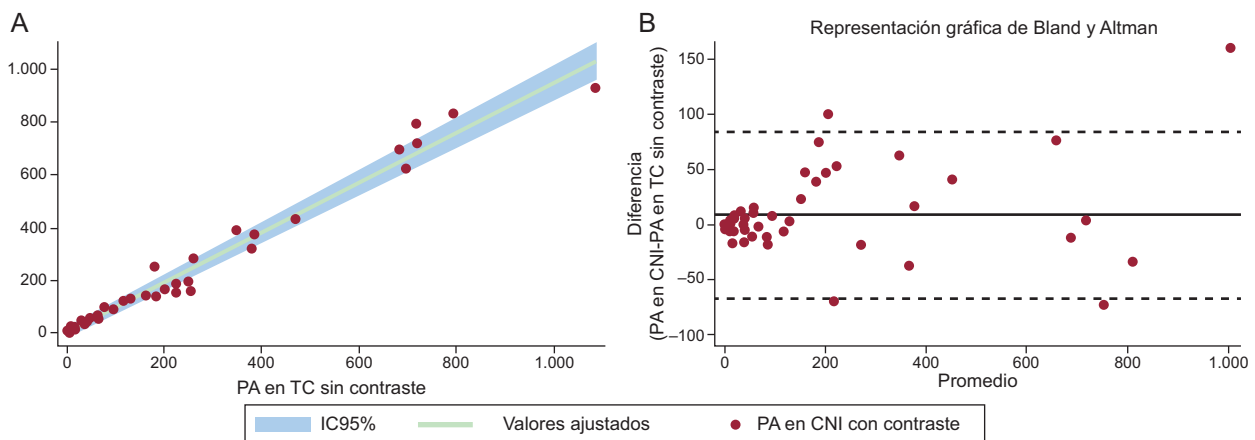 A
1.000
800
600
400
200
0
0
200
400
600
800
1.000
PA en TC sin contraste
B
Representación gráfica de Bland y Altman
Diferencia
(PA en CNI-PA en TC sin contraste)
150
100
50
0
–50
–100
0
200
400
600
800
1.000
Promedio
IC95%
Valores ajustados
PA en CNI con contraste